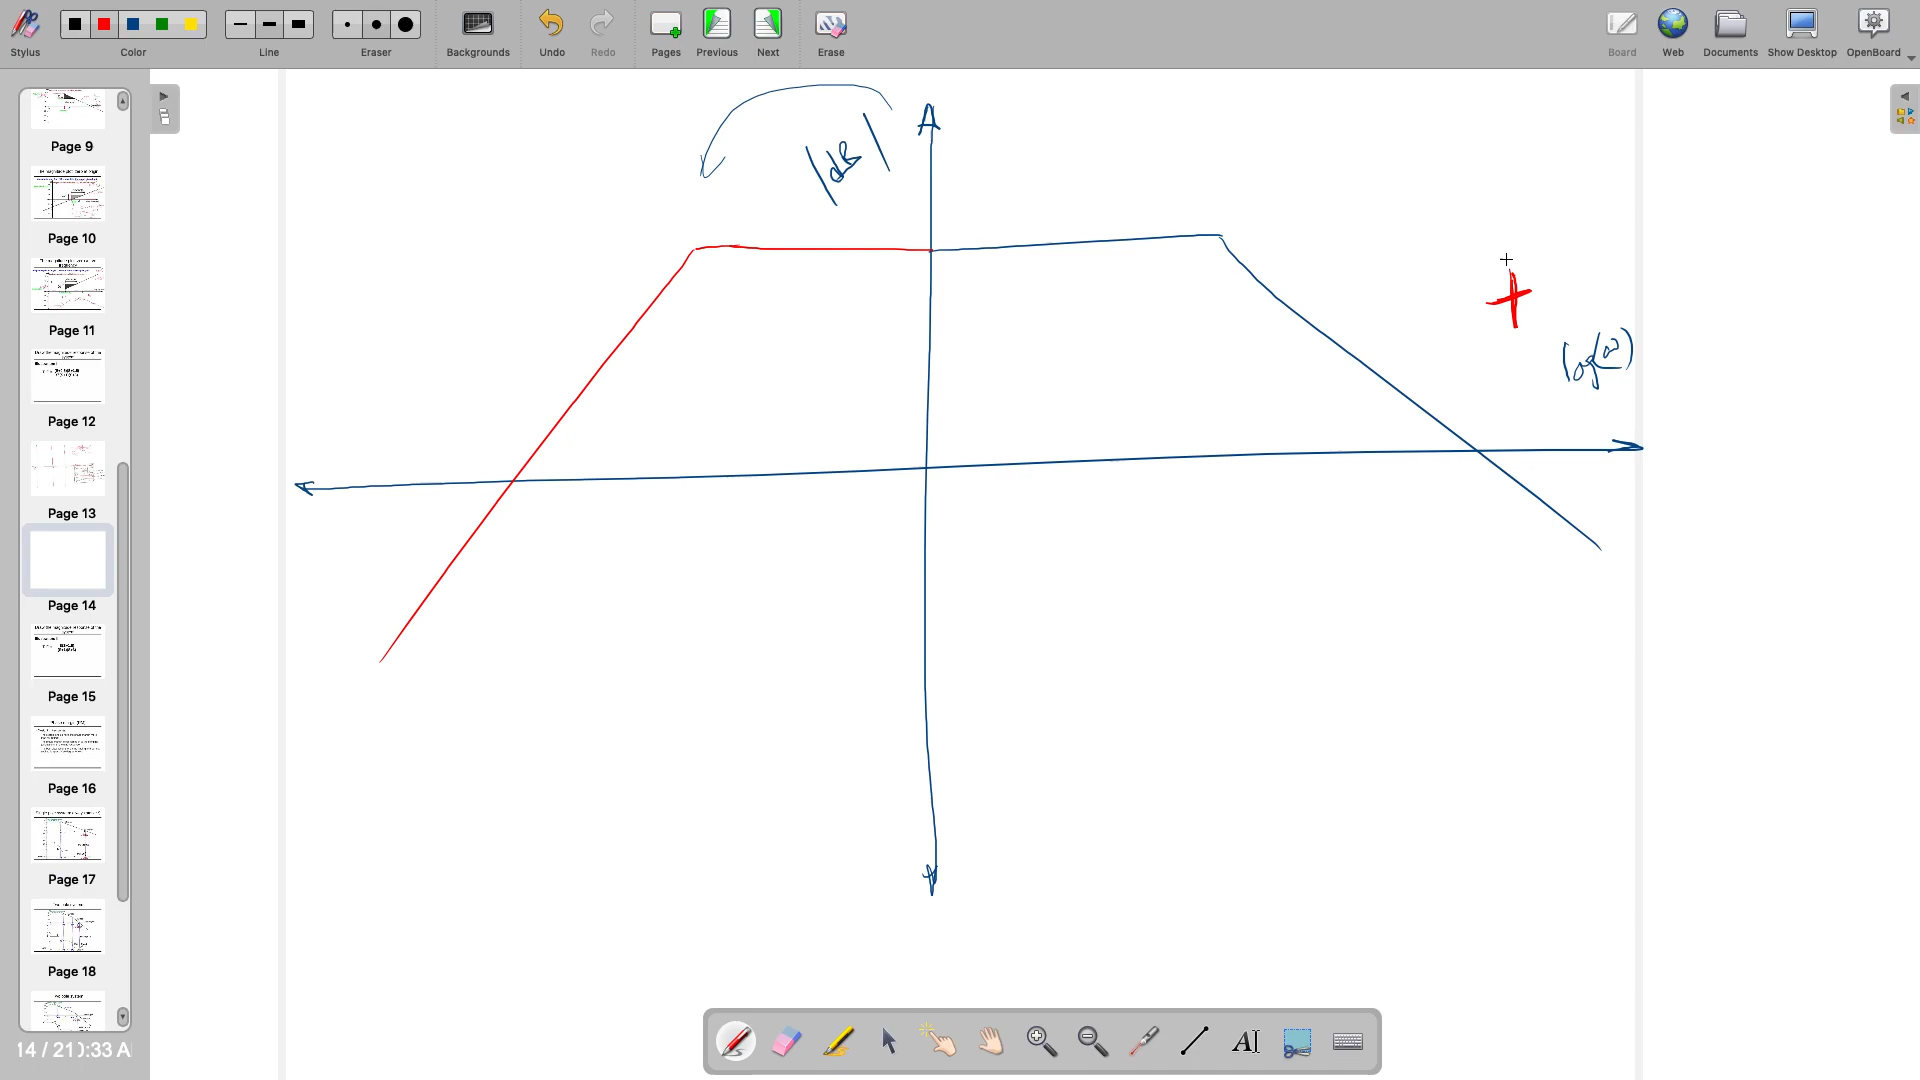 Stylus
Color
Line
Eraser
Backgrounds
Undo
Redo
Pages
Previous
Next
Erase
Board
Web
Documents
Show Desktop
OpenBoard
Page 9
Page 10
Page 11
Page 12
Page 13
Page 14
Page 15
Page 16
Page 17
Page 18
|dB|
+
log(ω)
14 / 21